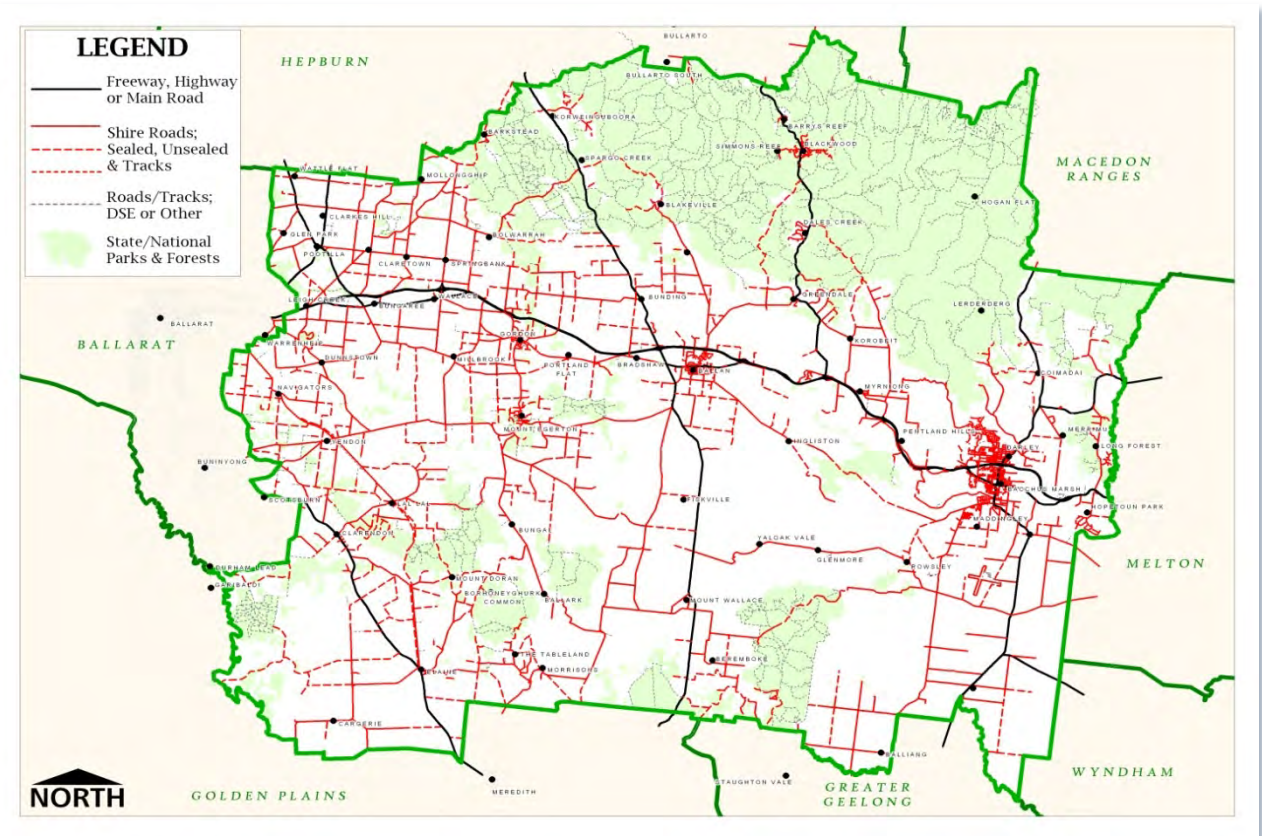 LEGEND
Freeway, Highway
or Main Road
Shire Roads;
Sealed, Unsealed
& Tracks
Roads/Tracks;
DSE or Other
State/National
Parks & Forests
HEPBURN
BULLARTO
BULLARTO SOUTH
KORWEINGUBOORA
BARKSTEAD
BARRYS REEF
SIMMONS REEF
BLACKWOOD
SPARGO CREEK
MACEDON
RANGES
WATTLE FLAT
MOLLONGGHIP
HOGAN FLAT
BLAKEVILLE
CLARKES HILL
DALES CREEK
GLEN PARK
BOLWARRAH
POOTILLA
CLARETOWN
SPRINGBANK
LEIGH CREEK
BUNGAREE
WALLACE
BUNDING
GREENDALE
LERDERDERG
BALLARAT
BALLARAT
WARRENHEIP
GORDON
KOROBEIT
DUNNSTOWN
MILLBROOK
PORTLAND
FLAT
BRADSHAW
BALLAN
COIMADAI
NAVIGATORS
MYRNIONG
MOUNT EGERTON
YENDON
INGLISTON
PENTLAND HILLS
MERRIMU
LONG FOREST
DARLEY
BUNINYONG
BACCHUS MARSH
SCOTSBURN
LAL LAL
FISKVILLE
HOPETOUN PARK
MADDINGLEY
CLARENDON
BUNGAL
YALOAK VALE
GLENMORE
ROWSLEY
MELTON
DURHAM LEAD
GARIBALDI
MOUNT DORAN
BORHONEYGHURK
COMMON
BALLARK
MOUNT WALLACE
THE TABLELAND
MORRISONS
BEREMBOKE
ELAINE
CARGERIE
BALLIANG
WYNDHAM
NORTH
GOLDEN PLAINS
MEREDITH
STAUGHTON VALE
GREATER
GEELONG